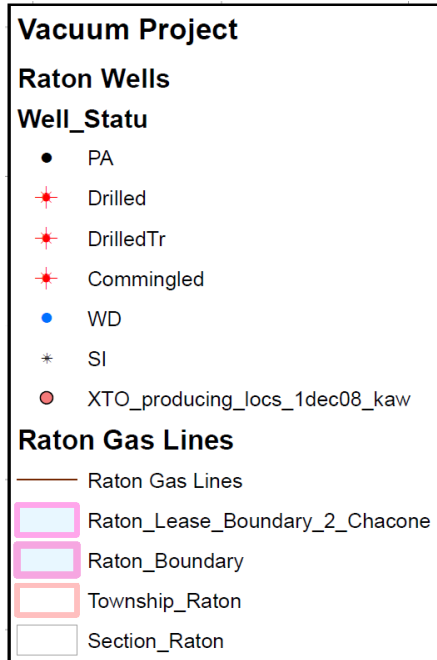 Vacuum Project
Raton Wells
Well_Statu
PA
Drilled
DrilledTr
Commingled
WD
SI
XTO_producing_locs_1dec08_kaw
Raton Gas Lines
Raton Gas Lines
Raton_Lease_Boundary_2_Chacone
Raton_Boundary
Township_Raton
Section_Raton